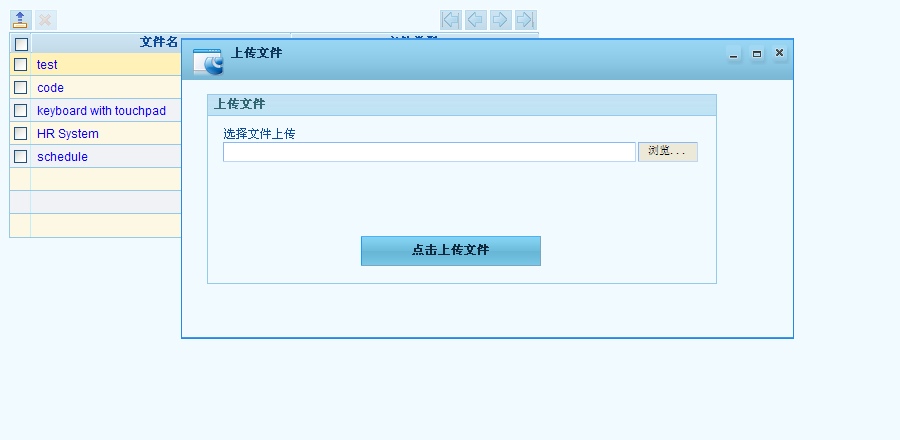 文件名
test
code
keyboard with touchpad
HR System
schedule
上传文件
上传文件
选择文件上传
浏览...
点击上传文件